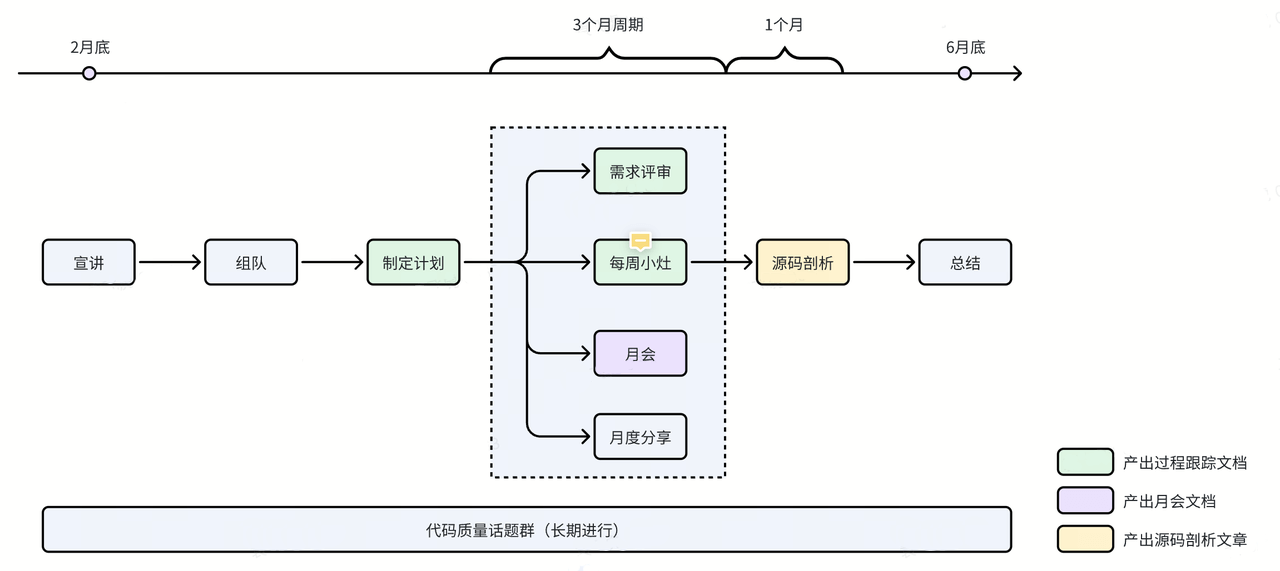 3个月周期
1个月
2月底
6月底
需求评审
宣讲
组队
制定计划
每周小灶
源码剖析
总结
月会
月度分享
产出过程跟踪文档
产出月会文档
代码质量话题群（长期进行）
产出源码剖析文章